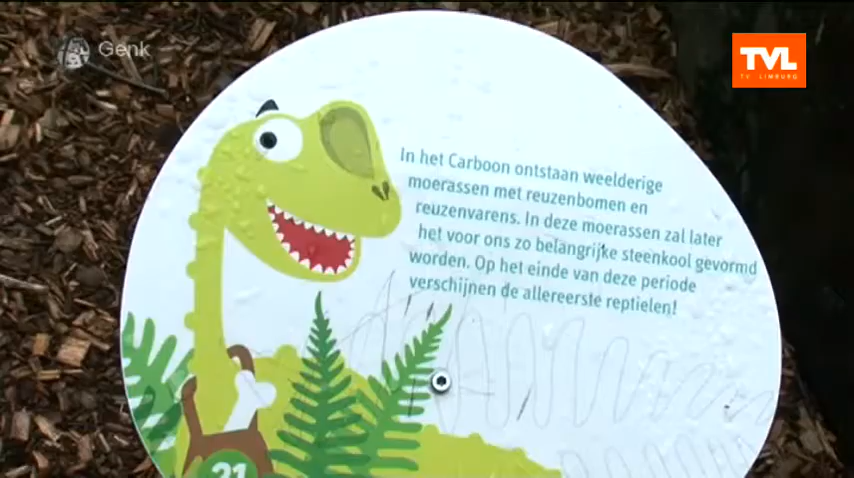 Genk
TVL
TV LIMBURG
In het Carboon ontstaan weelderige
moerassen met reuzenbomen en
reuzenvarens. In deze moerassen zal later
het voor ons zo belangrijke steenkool gevormd
worden. Op het einde van deze periode
verschijnen de allereerste reptielen!
21